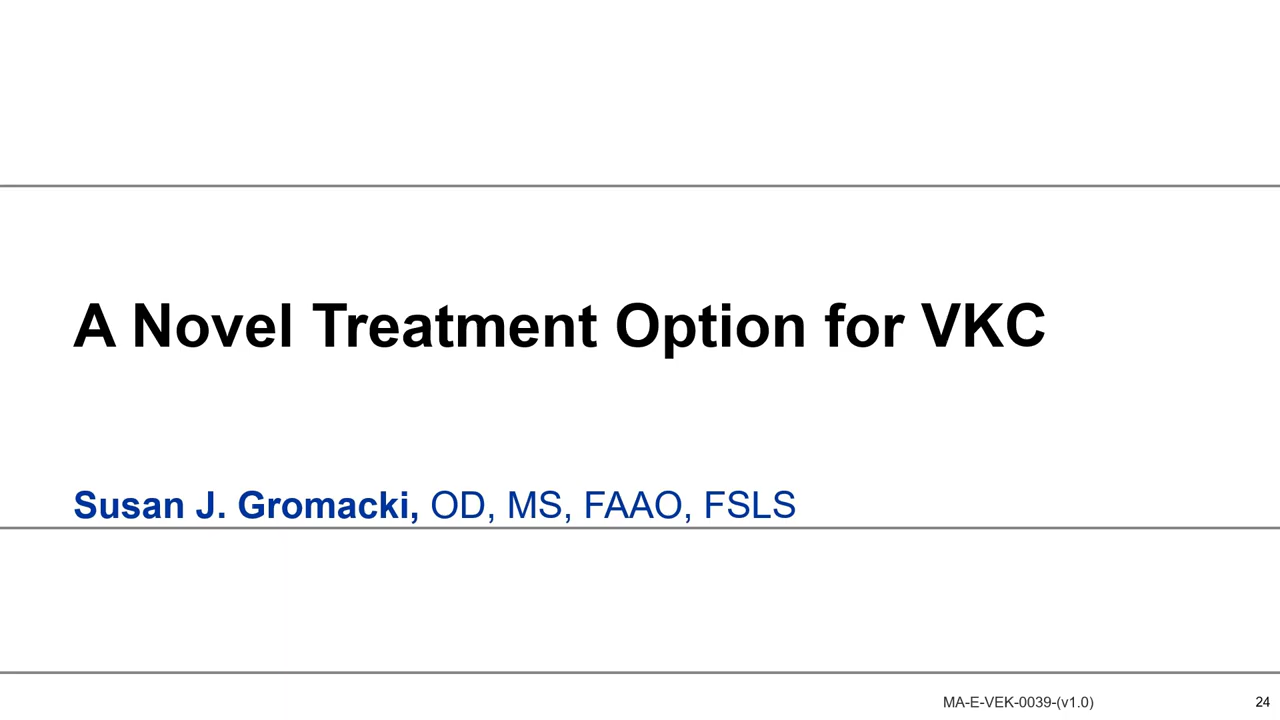 A Novel Treatment Option for VKC
Susan J. Gromacki, OD, MS, FAAO, FSLS
MA-E-VEK-0039-(v1.0)
24